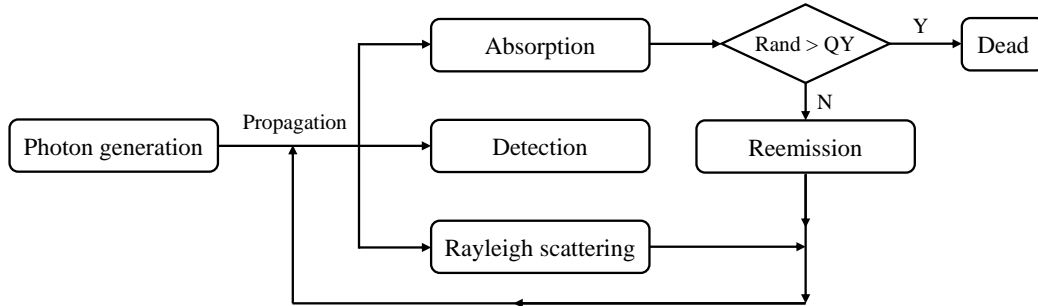 Absorption
Rand > QY
Y
Dead
N
Propagation
Photon generation
Detection
Reemission
Rayleigh scattering